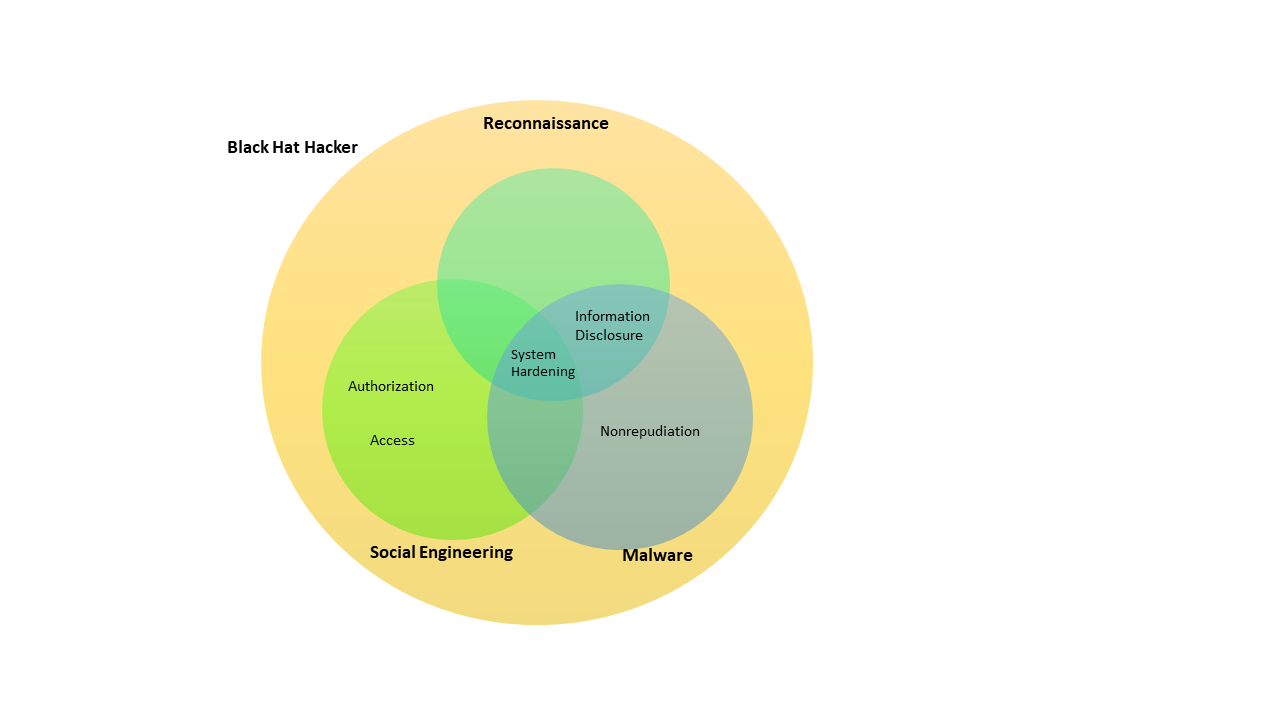 Reconnaissance
Black Hat Hacker
Information
Disclosure
System
Hardening
Authorization
Nonrepudiation
Access
Social Engineering
Malware